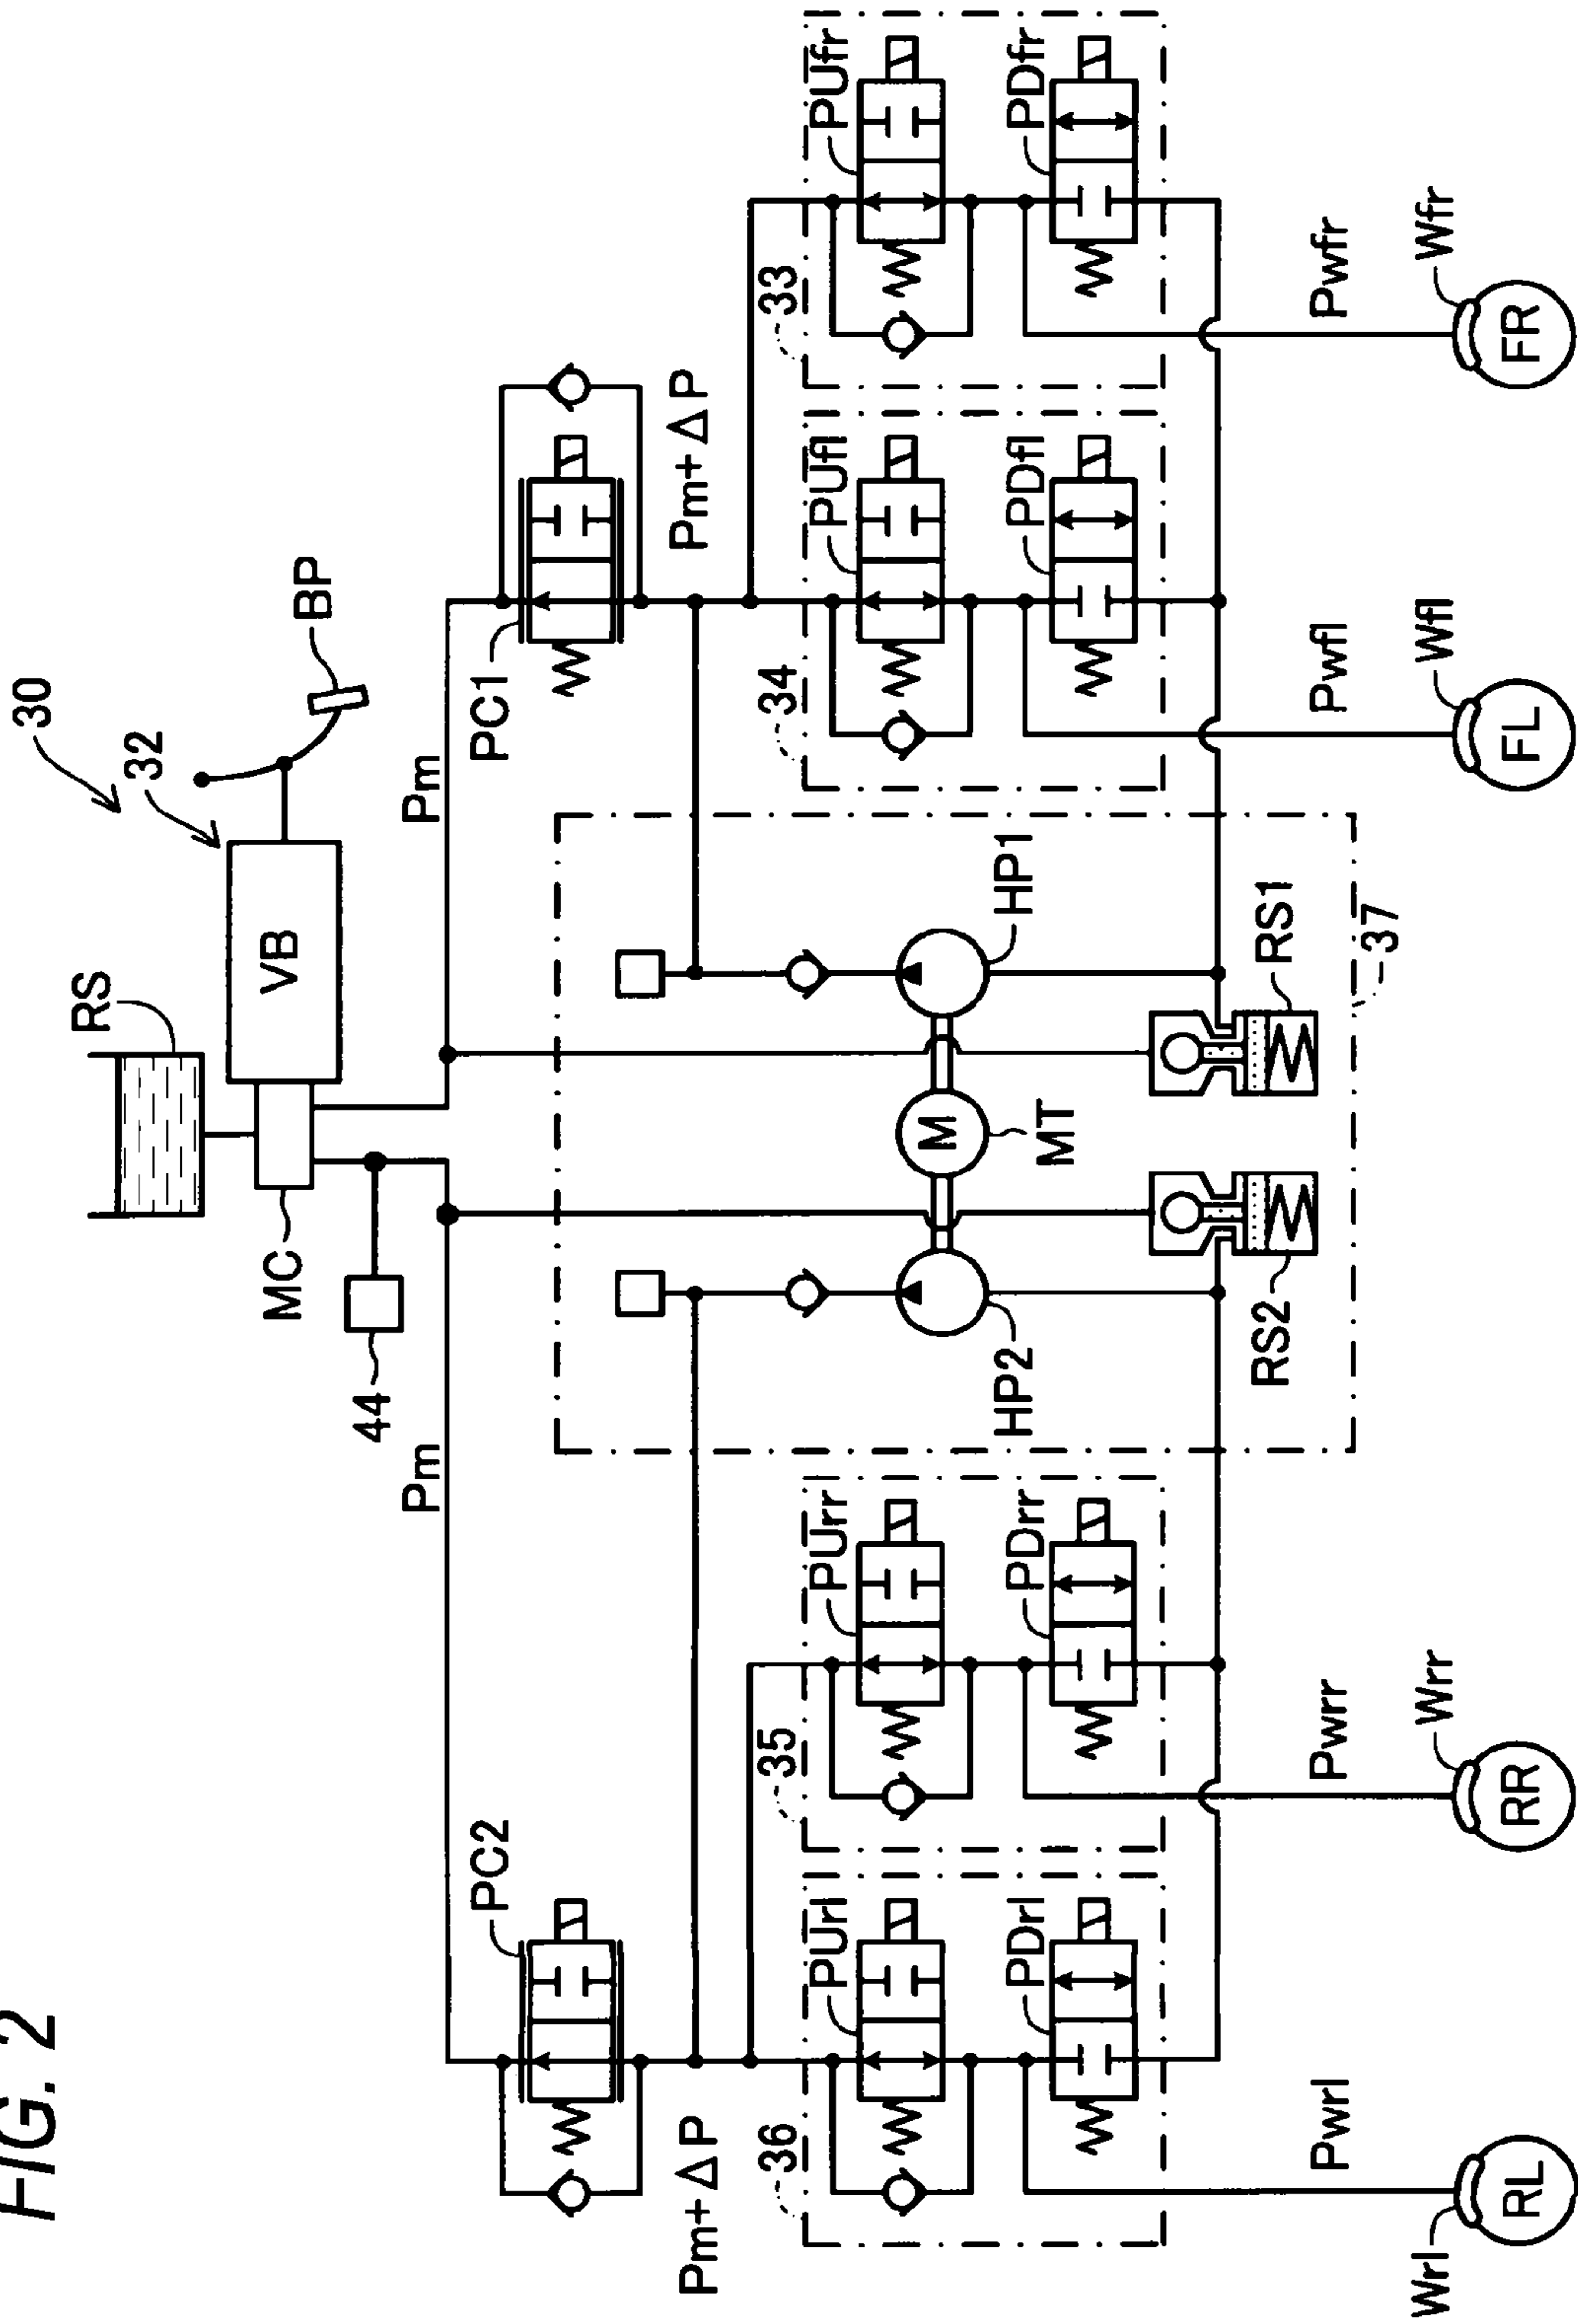 FIG. 2
30
32
RS
VB
BP
MC
44
Pm
Pm
PC2
PC1
Pm+ΔP
Pm+ΔP
36
PUrl
35
PUrr
34
PUfl
33
PUfr
PDrl
PDrr
PDfl
PDfr
HP2
M
MT
HP1
RS2
RS1
37
Pwrl
Pwrr
Pwfl
Pwfr
Wrl
Wrr
Wfl
Wfr
RL
RR
FL
FR